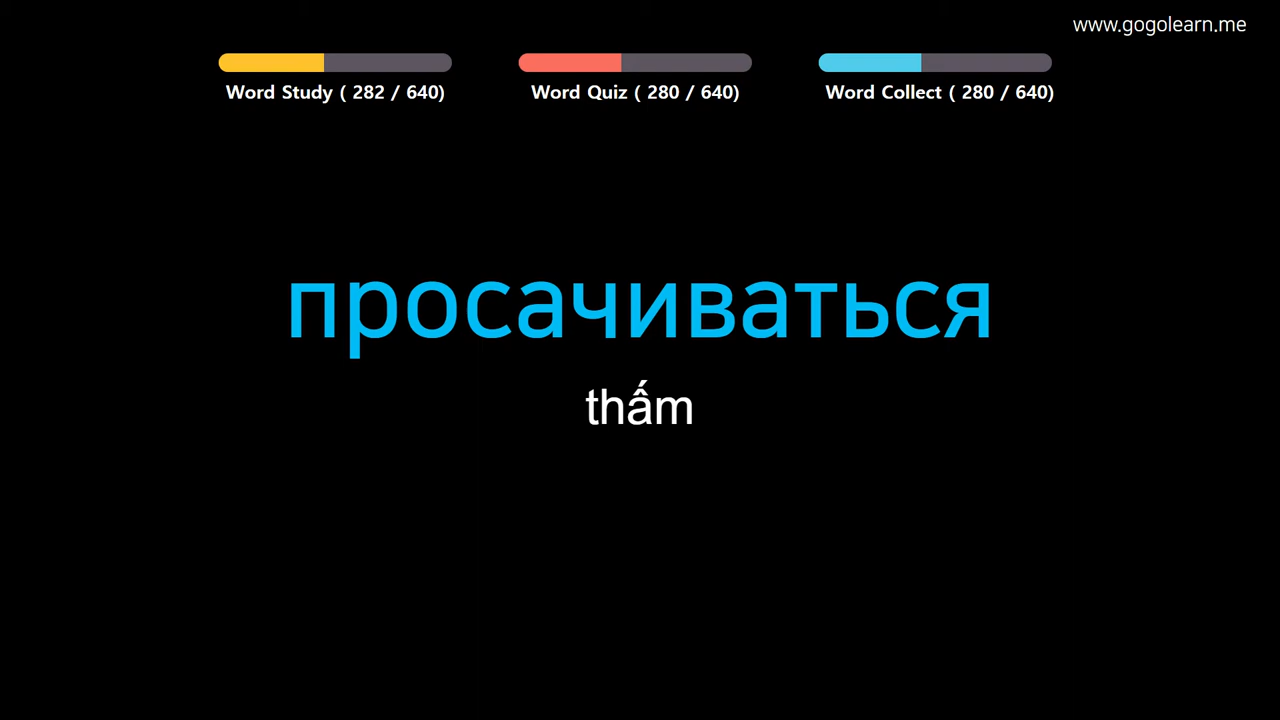 www.gogolearn.me
Word Study ( 282 / 640)
Word Quiz ( 280 / 640)
Word Collect ( 280 / 640)
просачиваться
thấm